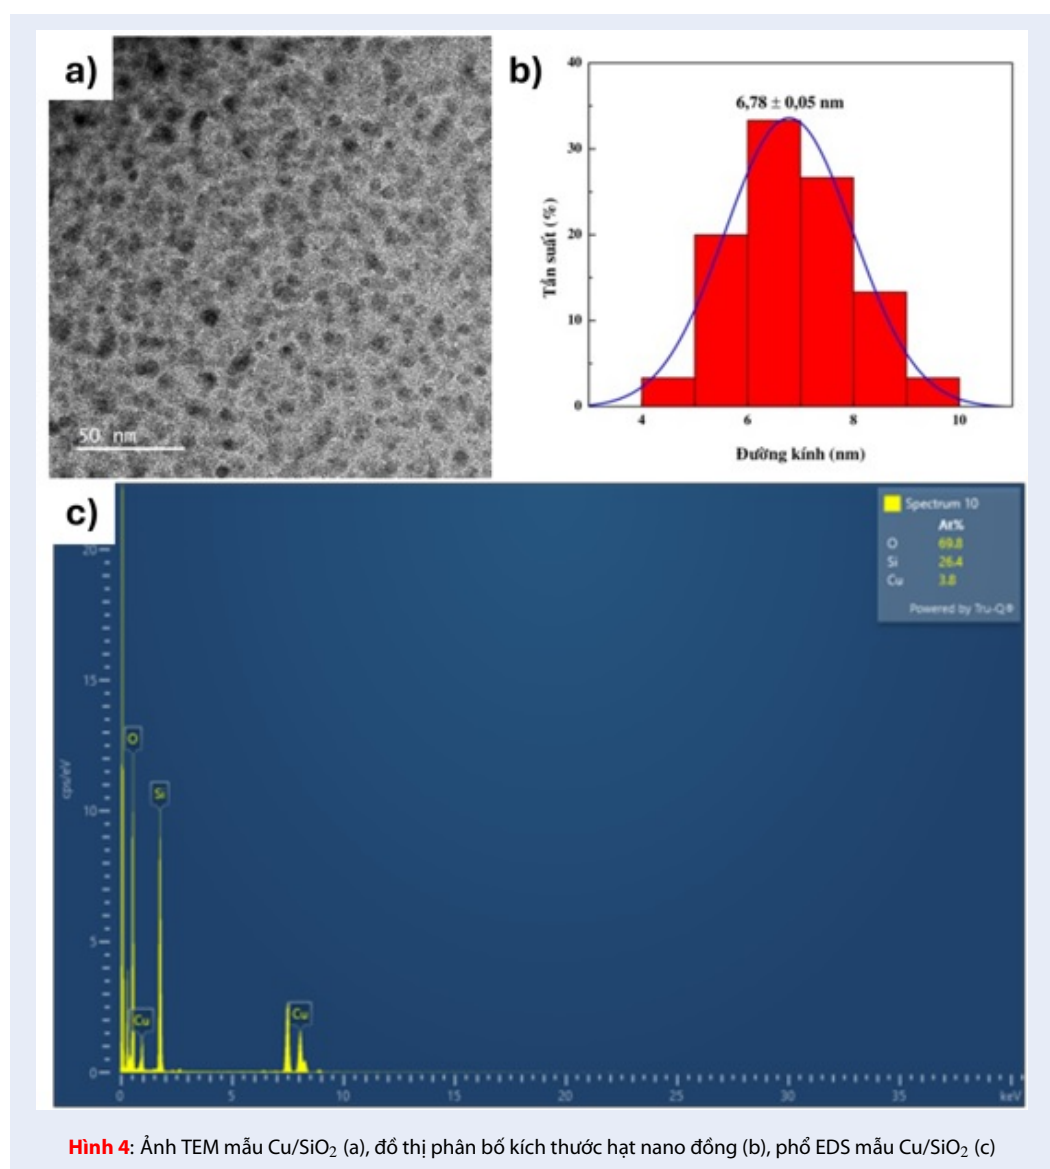 a)
50 nm
b)
40
30
20
10
0
Tần suất (%)
6,78 ± 0,05 nm
4
6
8
10
Đường kính (nm)
c)
Spectrum 10
At%
O 69.8
Si 26.4
Cu 3.8
Powered by Tru-Q®
20
15
10
5
0
cps/eV
O
Si
Cu
Cu
0
5
10
15
20
25
30
35
keV
Hình 4: Ảnh TEM mẫu Cu/SiO₂ (a), đồ thị phân bố kích thước hạt nano đồng (b), phổ EDS mẫu Cu/SiO₂ (c)